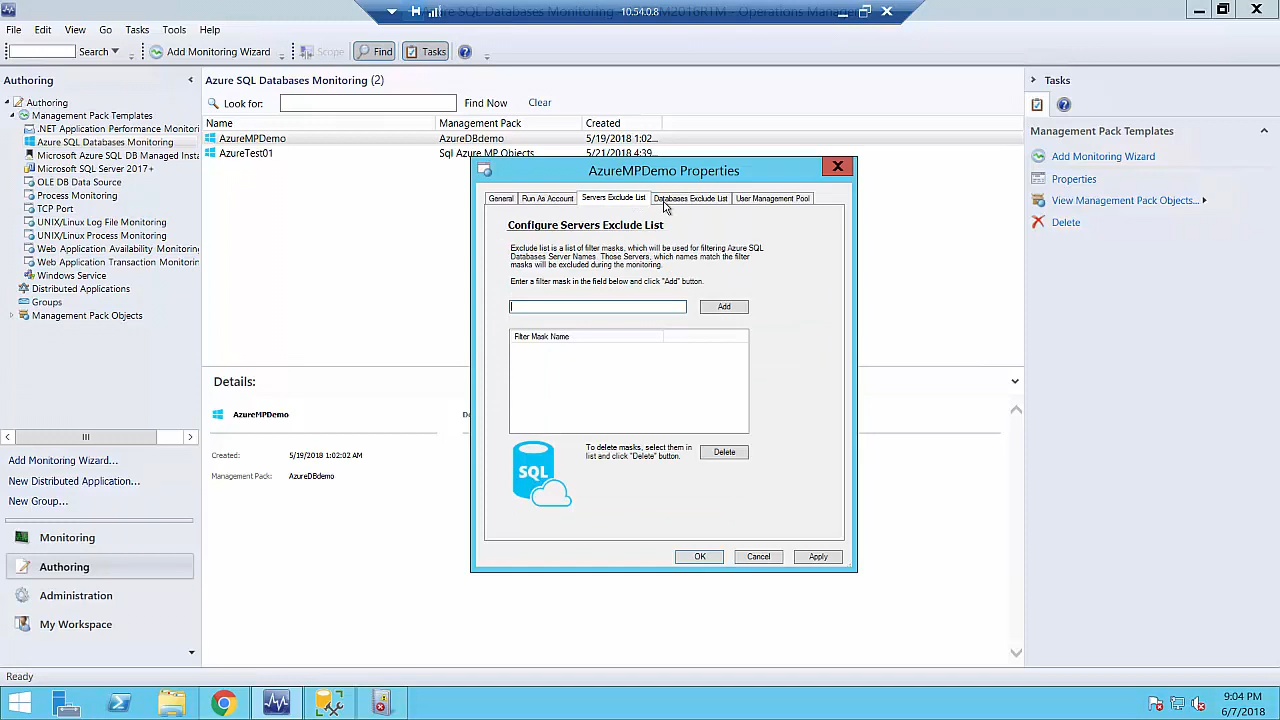 10.54.0.8
File Edit View Go Tasks Tools Help
Search Add Monitoring Wizard Scope Find Tasks
Authoring
Authoring
Management Pack Templates
.NET Application Performance Monitori
Azure SQL Databases Monitoring
Microsoft Azure SQL DB Managed Insta
Microsoft SQL Server 2017+
OLE DB Data Source
Process Monitoring
TCP Port
UNIX/Linux Log File Monitoring
UNIX/Linux Process Monitoring
Web Application Availability Monitoring
Web Application Transaction Monitoring
Windows Service
Distributed Applications
Groups
Management Pack Objects
Add Monitoring Wizard...
New Distributed Application...
New Group...
Monitoring
Authoring
Administration
My Workspace
Ready
Azure SQL Databases Monitoring (2)
Look for: Find Now Clear
Name Management Pack Created
AzureMPDemo AzureDBdemo 5/19/2018 1:02...
AzureTest01 Sql Azure MP Objects 5/21/2018 4:39...
Details:
AzureMPDemo
Created: 5/19/2018 1:02:02 AM
Management Pack: AzureDBdemo
AzureMPDemo Properties
General Run As Account Servers Exclude List Databases Exclude List User Management Pool
Configure Servers Exclude List
Exclude list is a list of filter masks, which will be used for filtering Azure SQL
Databases Server Names. Those Servers, which names match the filter
masks will be excluded during the monitoring.
Enter a filter mask in the field below and click "Add" button.
Add
Filter Mask Name
To delete masks, select them in
list and click "Delete" button.
Delete
SQL
OK Cancel Apply
Tasks
Management Pack Templates
Add Monitoring Wizard
Properties
View Management Pack Objects...
Delete
9:04 PM
6/7/2018